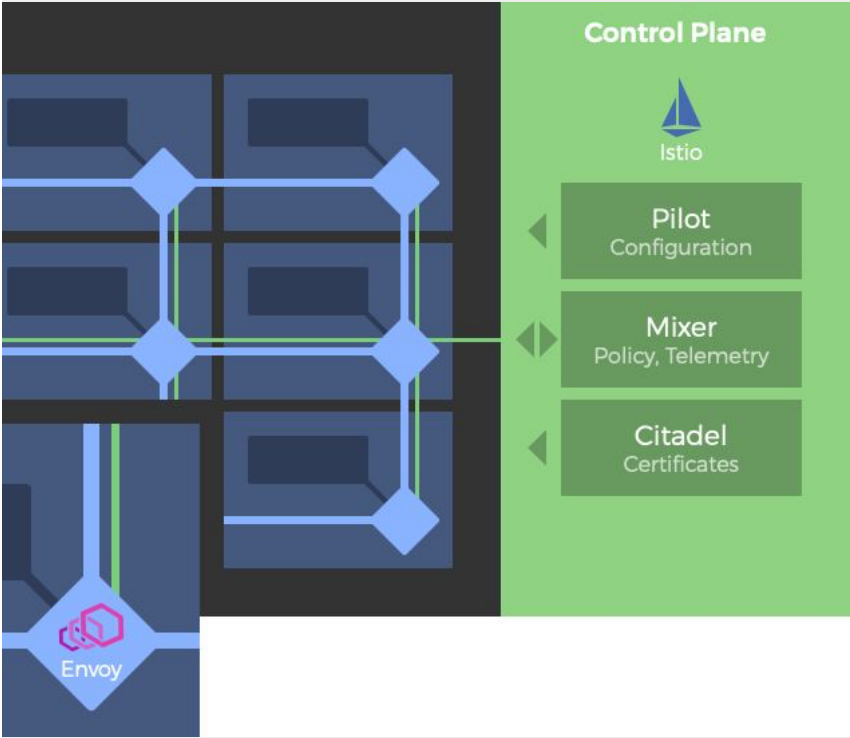 Control Plane
Istio
Pilot
Configuration
Mixer
Policy, Telemetry
Citadel
Certificates
Envoy